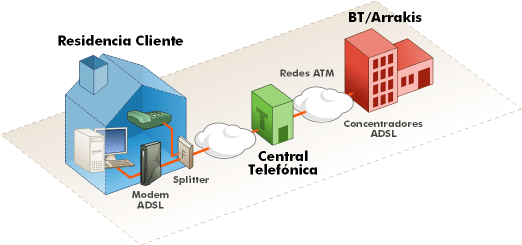 BT/Arrakis
Residencia Cliente
Redes ATM
Concentradores
ADSL
Central
Telefónica
Splitter
Modem
ADSL